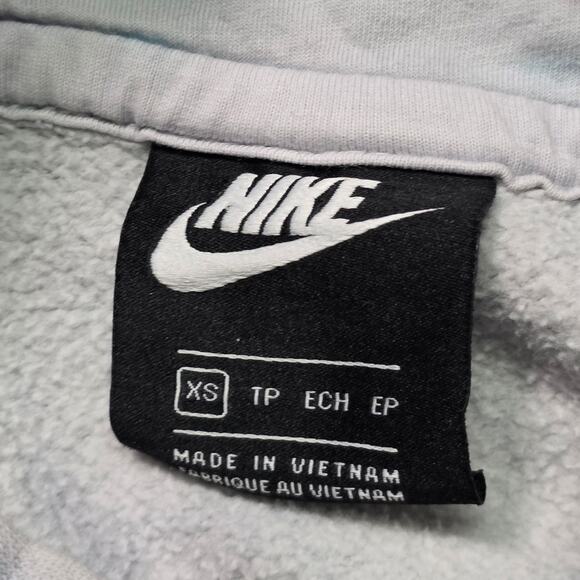 NIKE
XS TP ECH EP
MADE IN VIETNAM
FABRIQUE AU VIETNAM